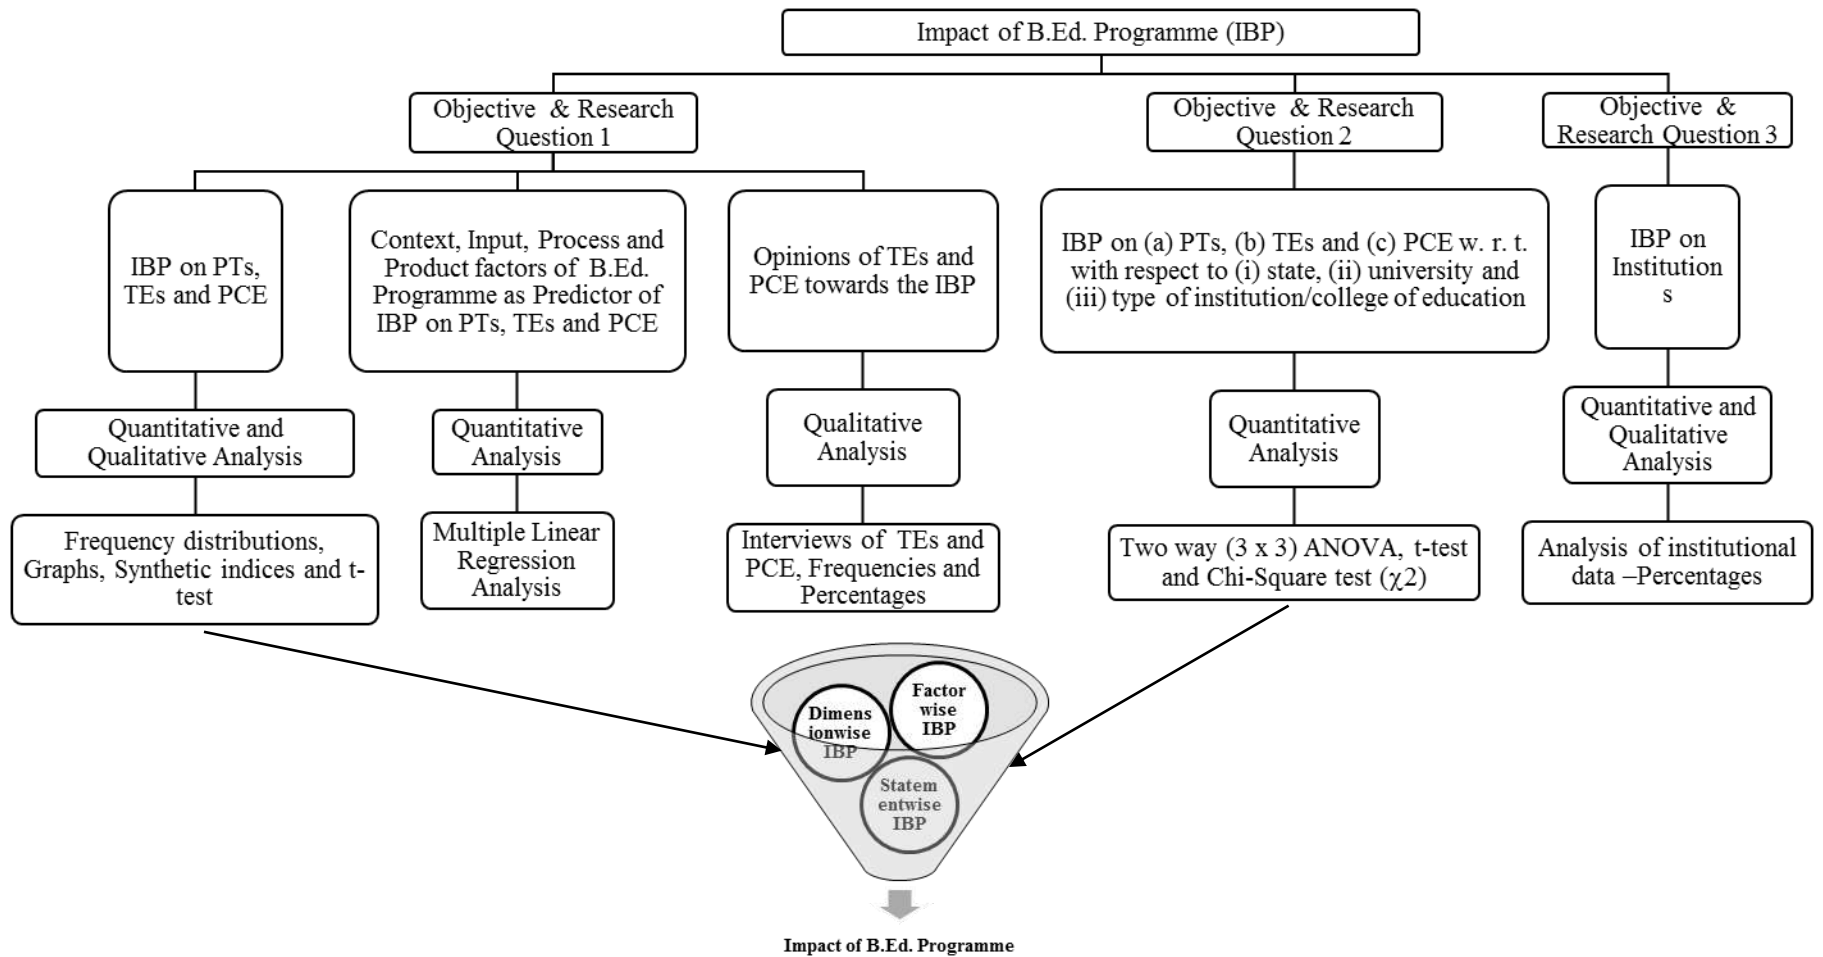 Impact of B.Ed. Programme (IBP)
Objective & Research
Question 1
Objective & Research
Question 2
Objective &
Research Question 3
IBP on PTs,
TEs and PCE
Context, Input, Process and
Product factors of B.Ed.
Programme as Predictor of
IBP on PTs, TEs and PCE
Opinions of TEs and
PCE towards the IBP
IBP on (a) PTs, (b) TEs and (c) PCE w. r. t.
with respect to (i) state, (ii) university and
(iii) type of institution/college of education
IBP on
Institution
s
Quantitative and
Qualitative Analysis
Quantitative
Analysis
Qualitative
Analysis
Quantitative
Analysis
Quantitative and
Qualitative
Analysis
Frequency distributions,
Graphs, Synthetic indices and t-
test
Multiple Linear
Regression
Analysis
Interviews of TEs and
PCE, Frequencies and
Percentages
Two way (3 x 3) ANOVA, t-test
and Chi-Square test (χ2)
Analysis of institutional
data –Percentages
Dimens
ionwise
IBP
Factor
wise
IBP
Statem
entwise
IBP
Impact of B.Ed. Programme